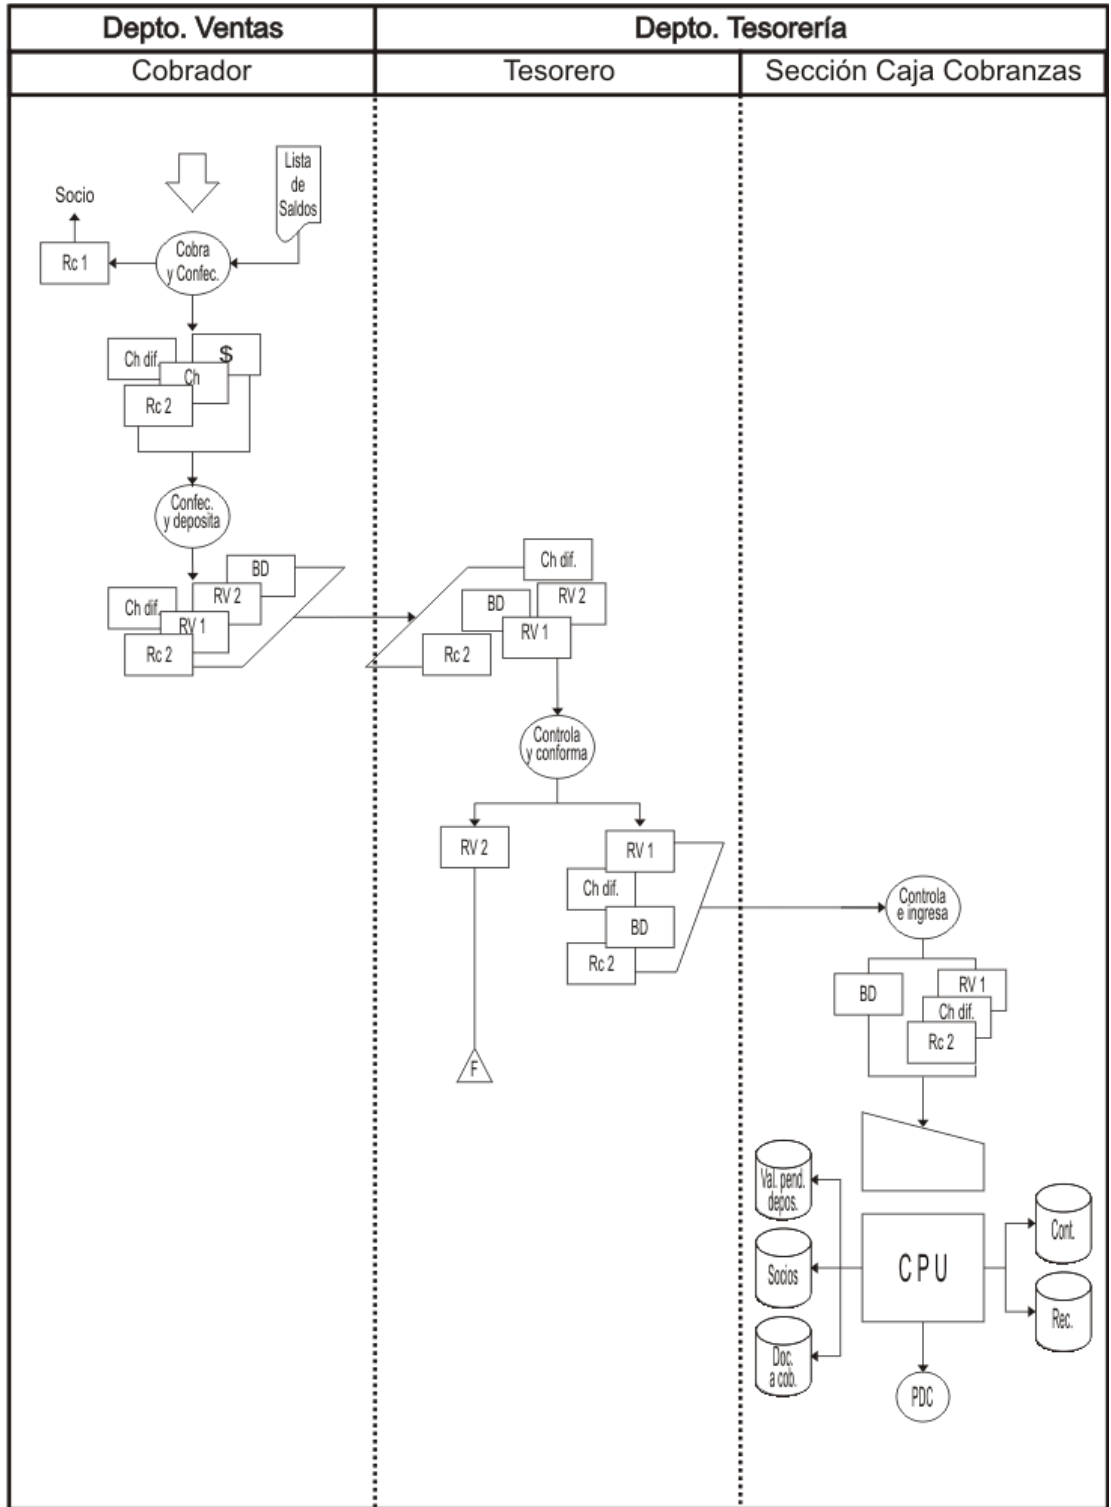 Depto. Ventas
Depto. Tesorería
Cobrador
Tesorero
Sección Caja Cobranzas
Lista
de
Saldos
Socio
Rc 1
Cobra
y Confec.
Ch dif.
$
Ch
Rc 2
Confec.
y deposita
BD
Ch dif.
RV 2
RV 1
Rc 2
Ch dif.
BD
RV 2
RV 1
Rc 2
Controla
y conforma
RV 2
RV 1
Ch dif.
BD
Rc 2
F
Controla
e ingresa
BD
RV 1
Ch dif.
Rc 2
Val. pend.
depos.
Socios
Doc.
a cob.
CPU
Cont.
Rec.
PDC